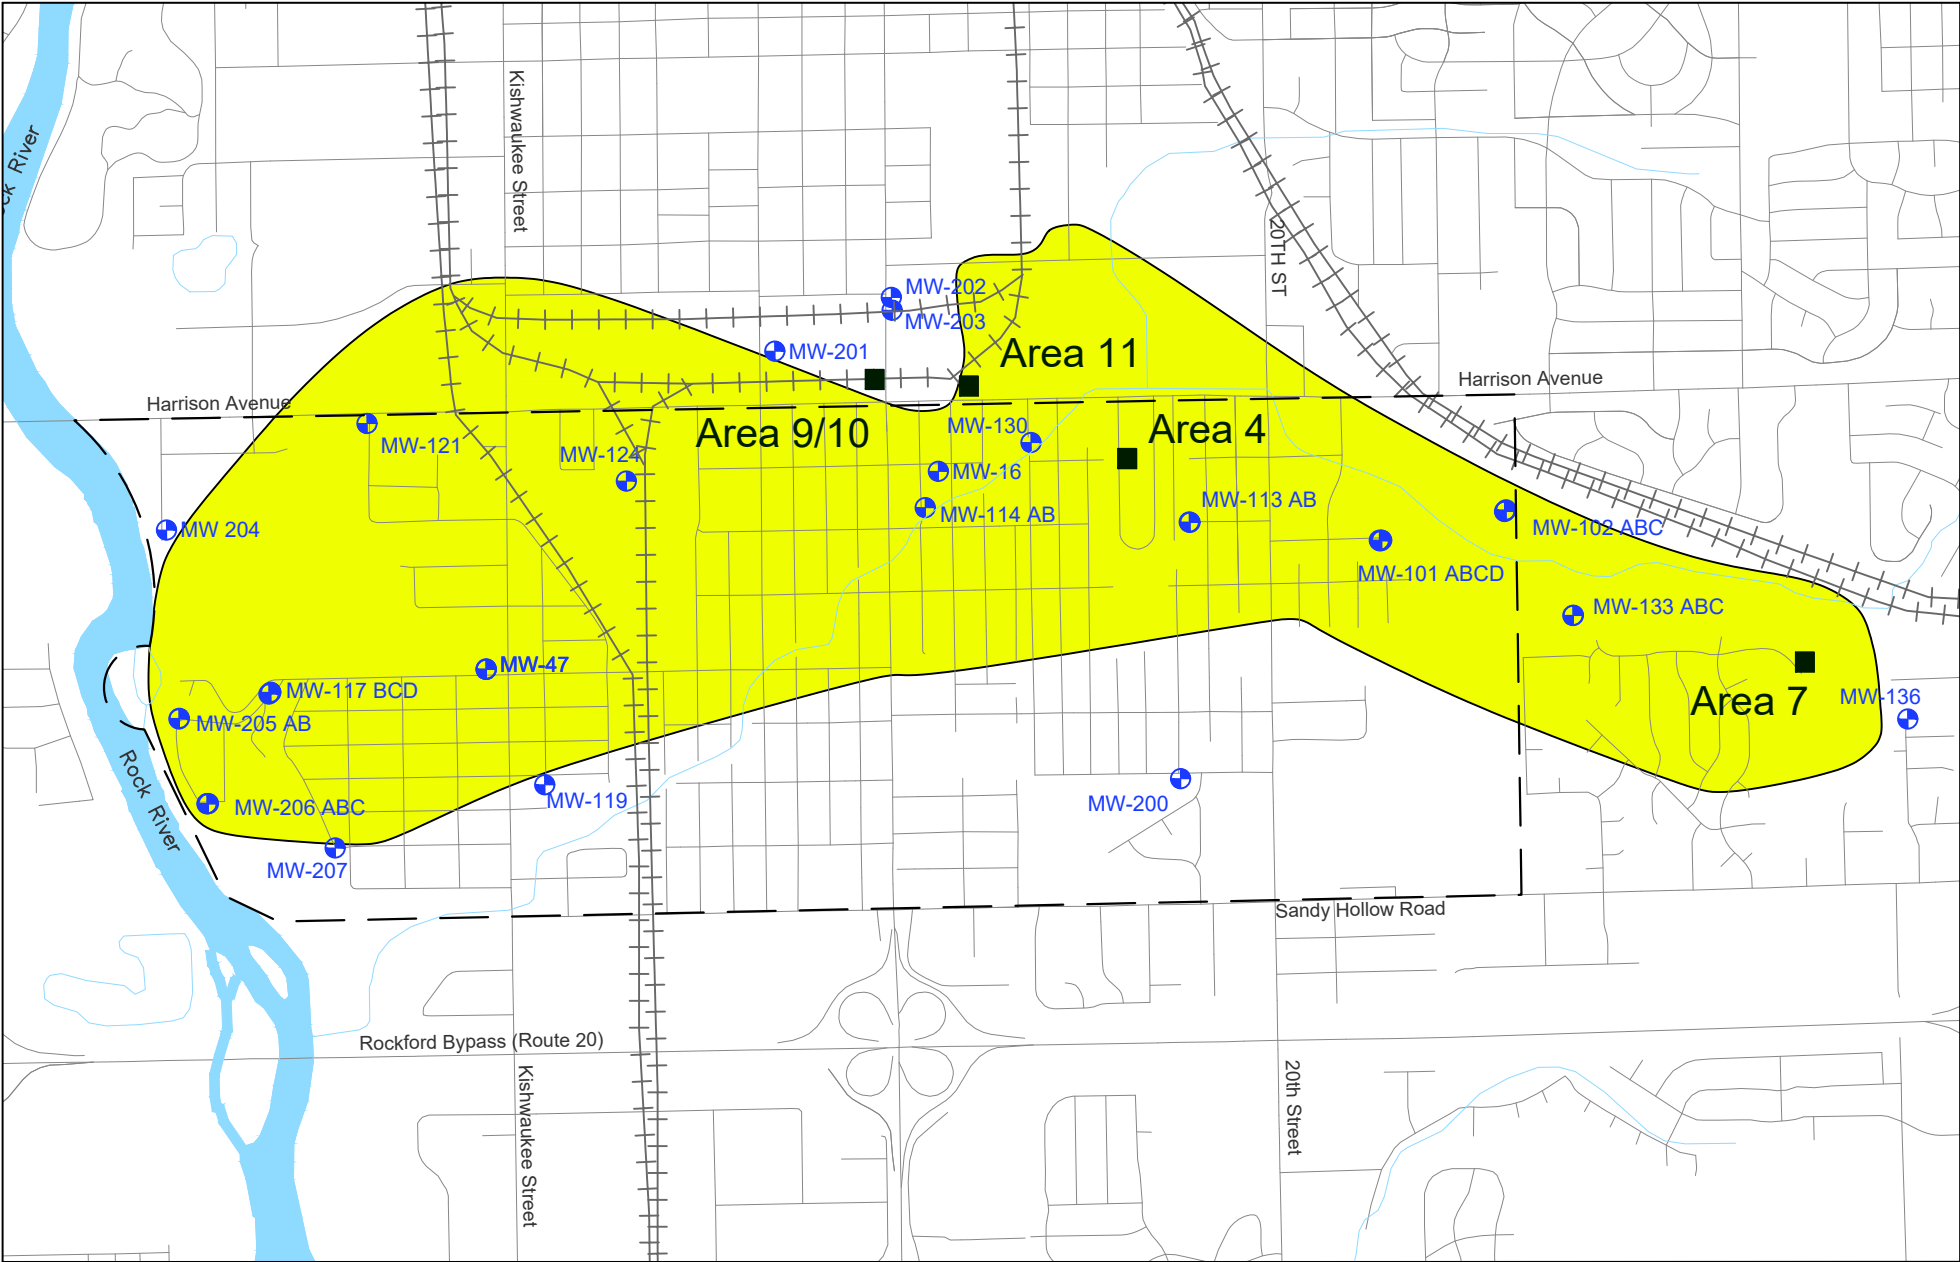 Kishwaukee Street
ck River
20TH ST
MW-202
MW-203
MW-201
Area 11
Harrison Avenue
Harrison Avenue
Area 9/10
MW-130
Area 4
MW-121
MW-124
MW-16
MW-113 AB
MW-114 AB
MW 204
MW-102 ABC
MW-101 ABCD
MW-133 ABC
MW-47
MW-117 BCD
MW-205 AB
Area 7
MW-136
Rock River
MW-206 ABC
MW-119
MW-200
MW-207
Sandy Hollow Road
Rockford Bypass (Route 20)
Kishwaukee Street
20th Street